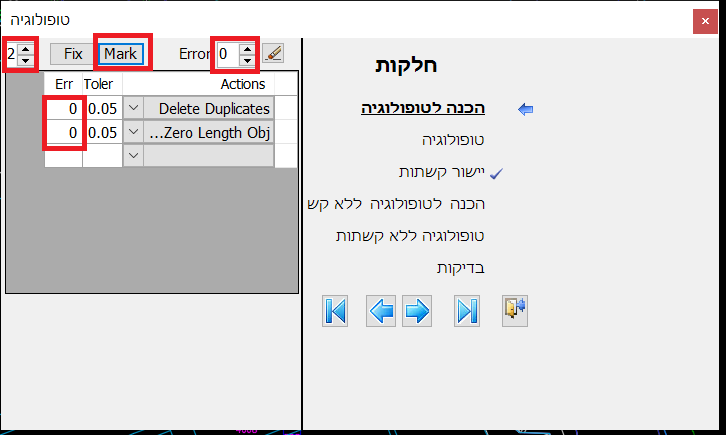 טופולוגיה
2 Fix Mark Error 0
Err Toler Actions
0 0.05 Delete Duplicates
0 0.05 ...Zero Length Obj
חלקות
הכנה לטופולוגיה
טופולוגיה
יישור קשתות
הכנה לטופולוגיה ללא קש
טופולוגיה ללא קשתות
בדיקות